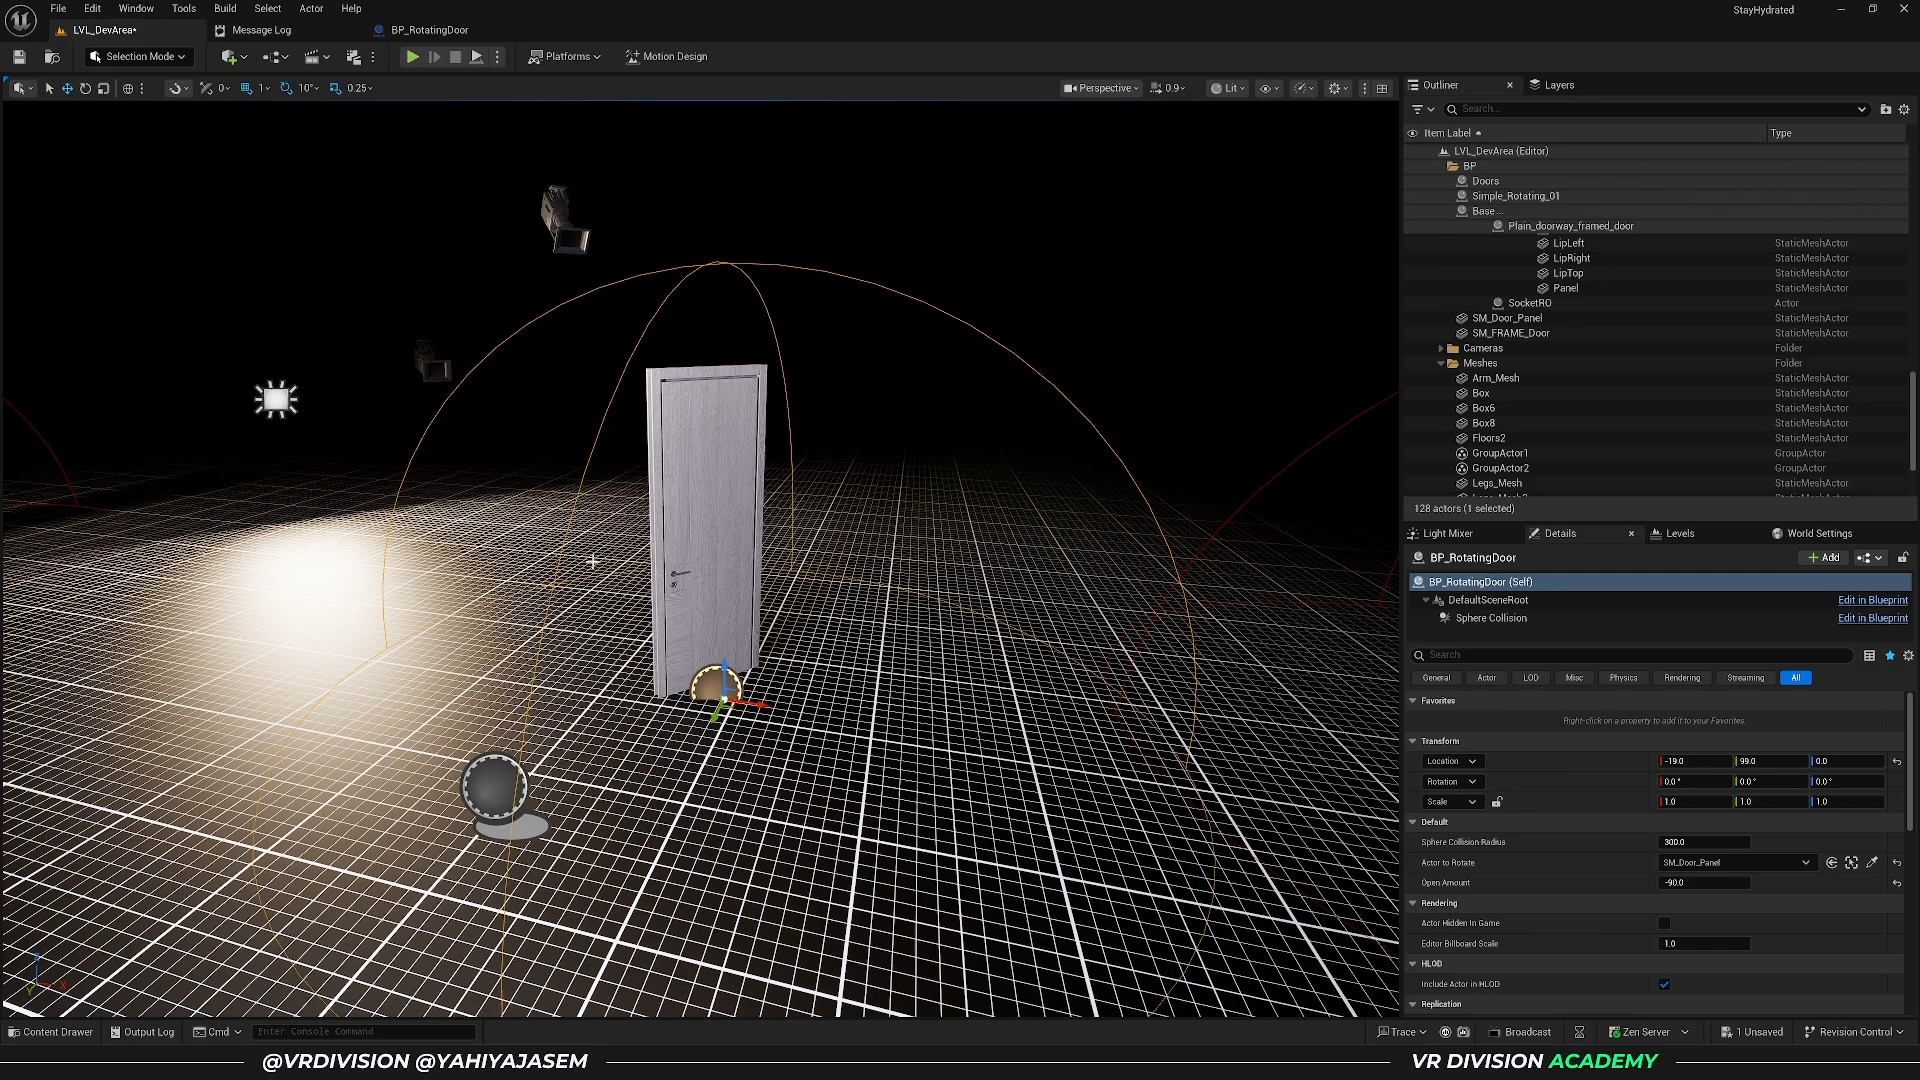 File Edit Window Tools Build Select Actor Help
StayHydrated
LVL_DevArea*
Message Log
BP_RotatingDoor
Selection Mode
Platforms
Motion Design
0
1
10°
0.25
Perspective
0.9
Lit
Outliner
Layers
Search...
Item Label
Type
LVL_DevArea (Editor)
BP
Doors
Simple_Rotating_01
Base...
Plain_doorway_framed_door
LipLeft StaticMeshActor
LipRight StaticMeshActor
LipTop StaticMeshActor
Panel StaticMeshActor
SocketRO Actor
SM_Door_Panel StaticMeshActor
SM_FRAME_Door StaticMeshActor
Cameras Folder
Meshes Folder
Arm_Mesh StaticMeshActor
Box StaticMeshActor
Box6 StaticMeshActor
Box8 StaticMeshActor
Floors2 StaticMeshActor
GroupActor1 GroupActor
GroupActor2 GroupActor
Legs_Mesh StaticMeshActor
128 actors (1 selected)
Light Mixer
Details
Levels
World Settings
BP_RotatingDoor
Add
BP_RotatingDoor (Self)
DefaultSceneRoot Edit in Blueprint
Sphere Collision Edit in Blueprint
Search
General Actor LOD Misc Physics Rendering Streaming All
Favorites
Right-click on a property to add it to your Favorites.
Transform
Location -19.0 99.0 0.0
Rotation 0.0° 0.0° 0.0°
Scale 1.0 1.0 1.0
Default
Sphere Collision Radius 300.0
Actor to Rotate SM_Door_Panel
Open Amount -90.0
Rendering
Actor Hidden In Game
Editor Billboard Scale 1.0
HLOD
Include Actor in HLOD
Replication
Content Drawer
Output Log
Cmd
Enter Console Command
Trace
Broadcast
Zen Server
1 Unsaved
Revision Control
@VRDIVISION @YAHIYAJASEM
VR DIVISION ACADEMY